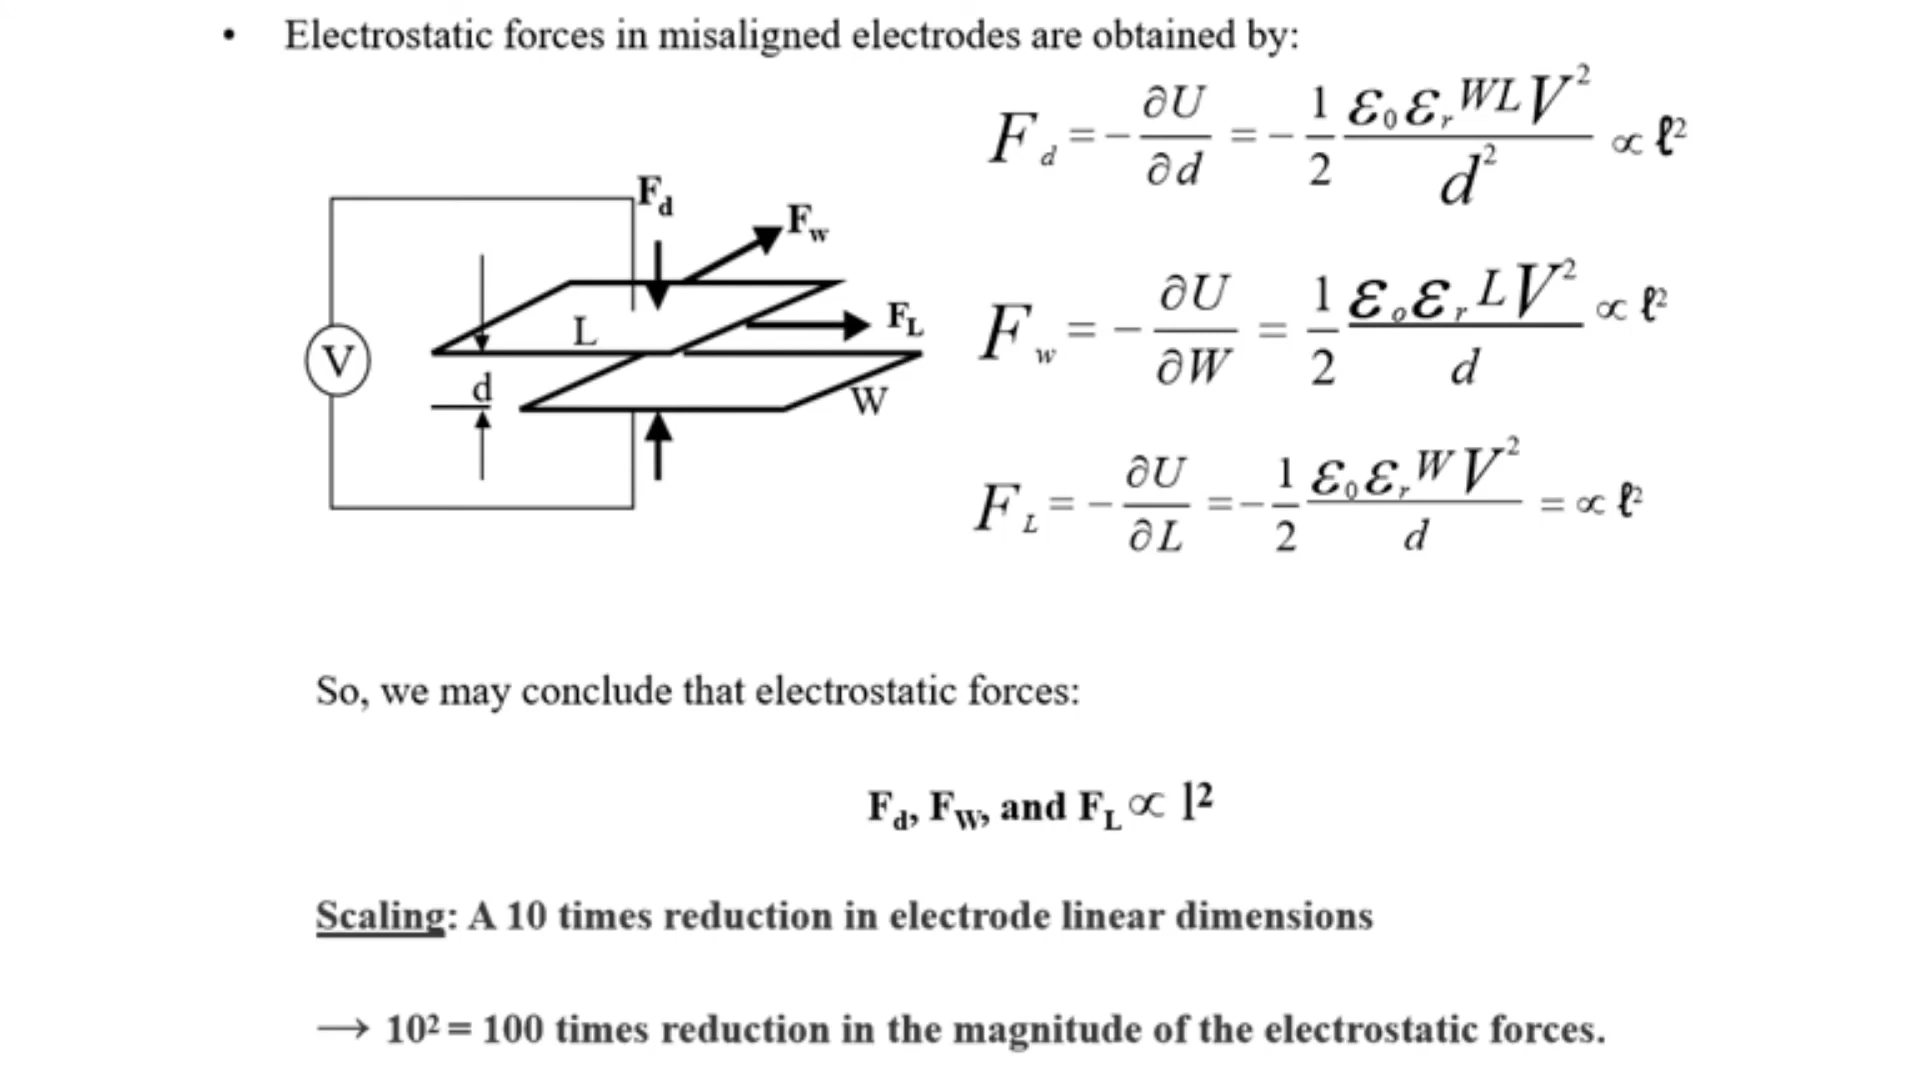 • Electrostatic forces in misaligned electrodes are obtained by:
F_d = −∂U/∂d = −(1/2) ε₀ε_r WLV²/d² ∝ ℓ²
F_w = −∂U/∂W = (1/2) ε_oε_r LV²/d ∝ ℓ²
F_L = −∂U/∂L = −(1/2) ε₀ε_r WV²/d = ∝ ℓ²
F_d
F_w
F_L
L
V
d
W
So, we may conclude that electrostatic forces:
F_d, F_W, and F_L ∝ l²
Scaling: A 10 times reduction in electrode linear dimensions
→ 10² = 100 times reduction in the magnitude of the electrostatic forces.